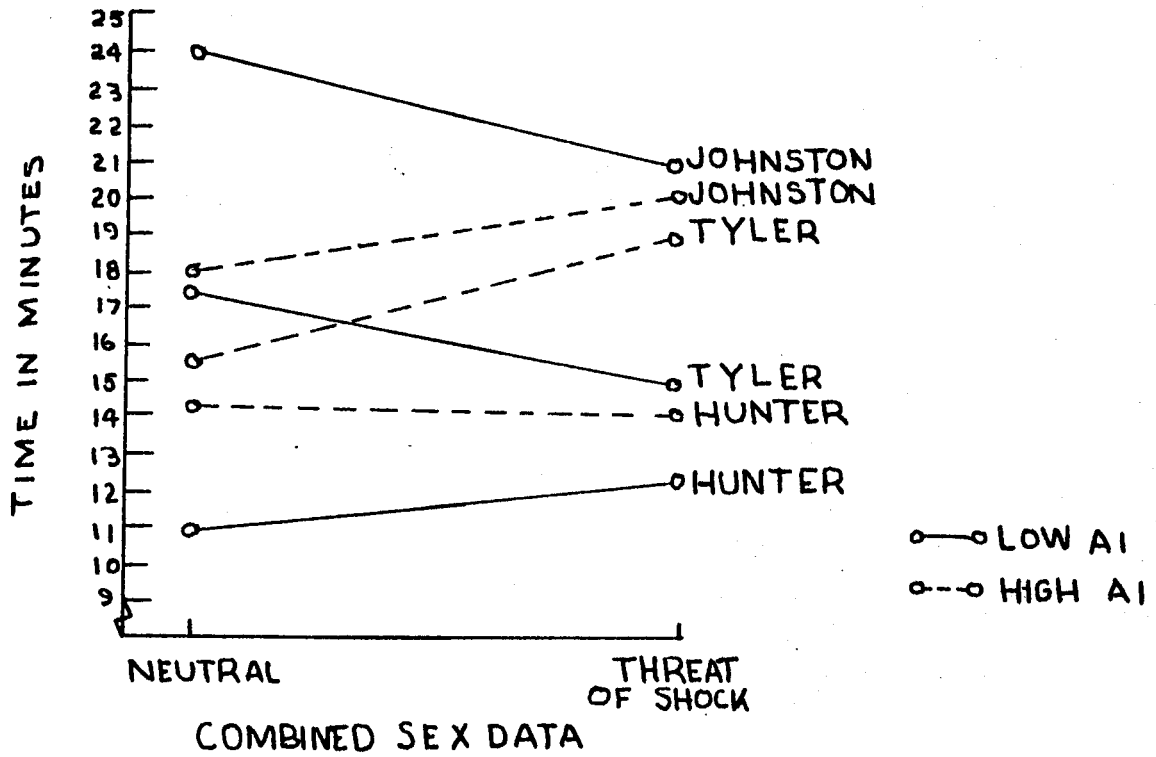 TIME IN MINUTES
25
24
23
22
21
20
19
18
17
16
15
14
13
12
11
10
9
JOHNSTON
JOHNSTON
TYLER
TYLER
HUNTER
HUNTER
LOW AI
HIGH AI
NEUTRAL
THREAT
OF SHOCK
COMBINED SEX DATA